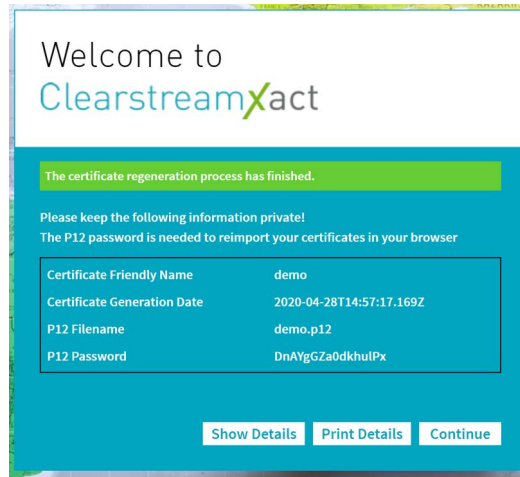 Welcome to
ClearstreamXact
The certificate regeneration process has finished.
Please keep the following information private!
The P12 password is needed to reimport your certificates in your browser
Certificate Friendly Name demo
Certificate Generation Date 2020-04-28T14:57:17.169Z
P12 Filename demo.p12
P12 Password DnAYgGZa0dkhulPx
Show Details Print Details Continue